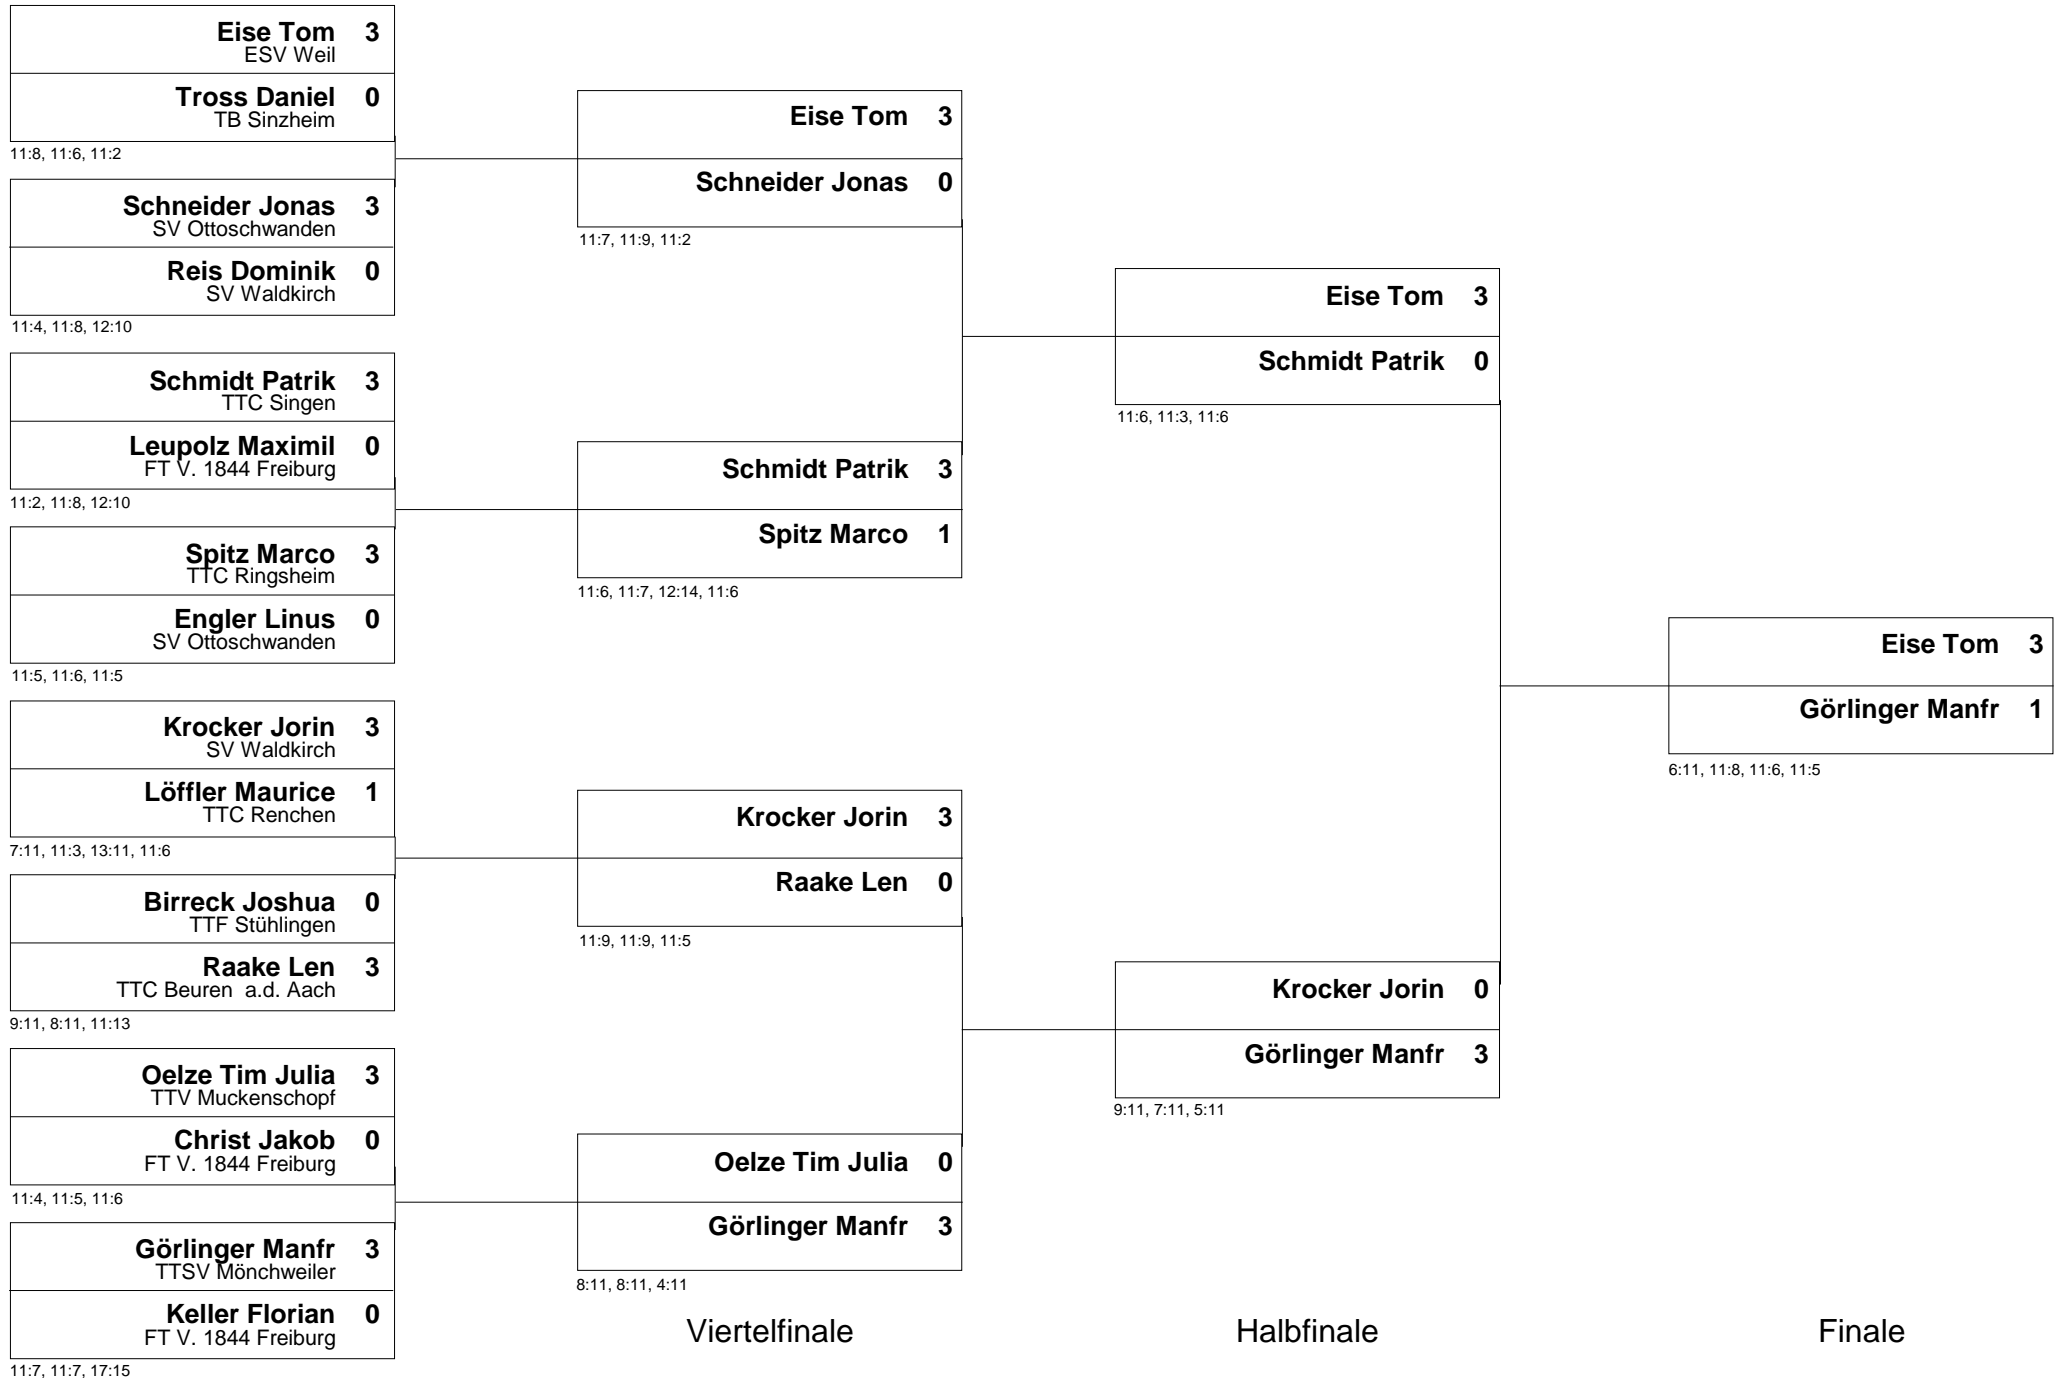 Eise Tom 3
ESV Weil
Tross Daniel 0
TB Sinzheim
11:8, 11:6, 11:2
Schneider Jonas 3
SV Ottoschwanden
Reis Dominik 0
SV Waldkirch
11:4, 11:8, 12:10
Schmidt Patrik 3
TTC Singen
Leupolz Maximil 0
FT V. 1844 Freiburg
11:2, 11:8, 12:10
Spitz Marco 3
TTC Ringsheim
Engler Linus 0
SV Ottoschwanden
11:5, 11:6, 11:5
Krocker Jorin 3
SV Waldkirch
Löffler Maurice 1
TTC Renchen
7:11, 11:3, 13:11, 11:6
Birreck Joshua 0
TTF Stühlingen
Raake Len 3
TTC Beuren a.d. Aach
9:11, 8:11, 11:13
Oelze Tim Julia 3
TTV Muckenschopf
Christ Jakob 0
FT V. 1844 Freiburg
11:4, 11:5, 11:6
Görlinger Manfr 3
TTSV Mönchweiler
Keller Florian 0
FT V. 1844 Freiburg
11:7, 11:7, 17:15
Eise Tom 3
Schneider Jonas 0
11:7, 11:9, 11:2
Schmidt Patrik 3
Spitz Marco 1
11:6, 11:7, 12:14, 11:6
Krocker Jorin 3
Raake Len 0
11:9, 11:9, 11:5
Oelze Tim Julia 0
Görlinger Manfr 3
8:11, 8:11, 4:11
Viertelfinale
Eise Tom 3
Schmidt Patrik 0
11:6, 11:3, 11:6
Krocker Jorin 0
Görlinger Manfr 3
9:11, 7:11, 5:11
Halbfinale
Eise Tom 3
Görlinger Manfr 1
6:11, 11:8, 11:6, 11:5
Finale